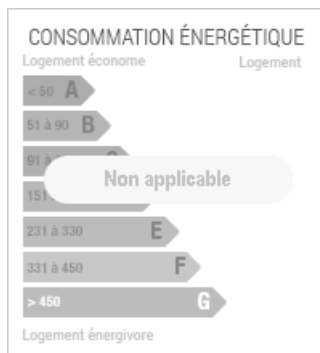 CONSOMMATION ÉNERGÉTIQUE
Logement économe Logement
< 50 A
51 à 90 B
91 à
Non applicable
151
231 à 330 E
331 à 450 F
> 450 G
Logement énergivore